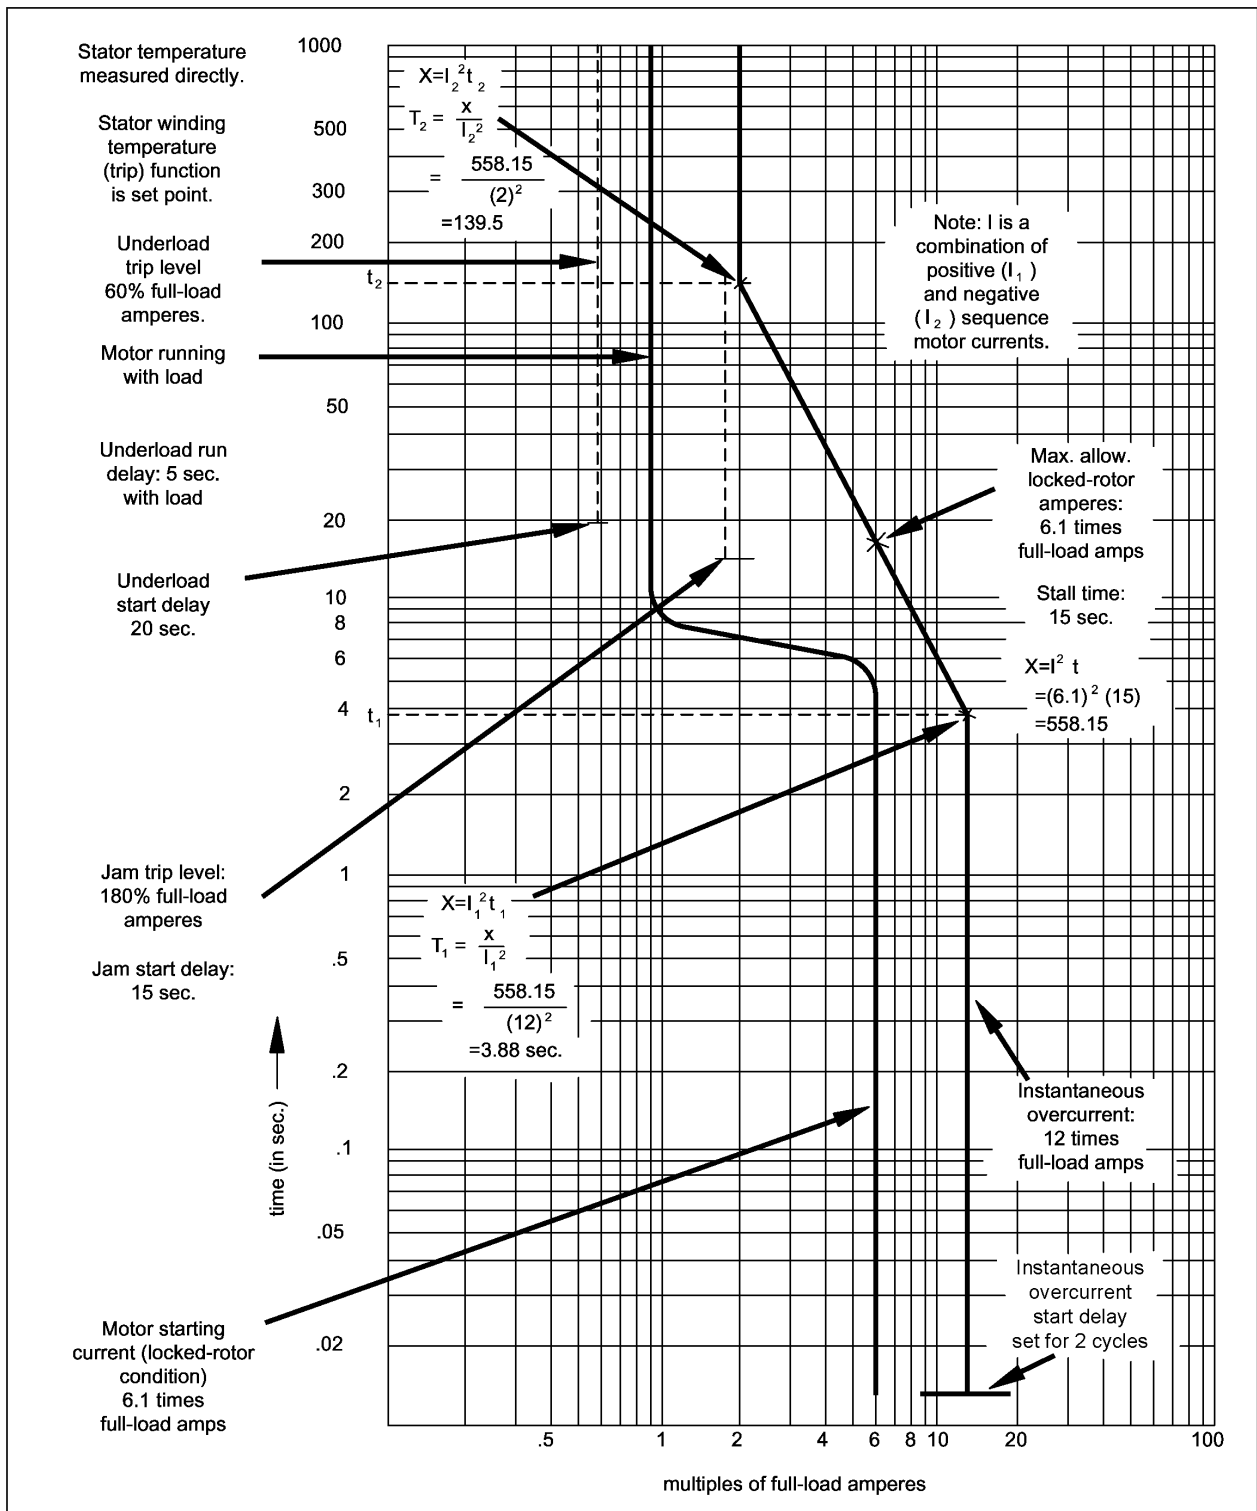 Stator temperature
measured directly.
Stator winding
temperature
(trip) function
is set point.
Underload
trip level
60% full-load
amperes.
Motor running
with load
Underload run
delay: 5 sec.
with load
Underload
start delay
20 sec.
Jam trip level:
180% full-load
amperes
Jam start delay:
15 sec.
time (in sec.)
Motor starting
current (locked-rotor
condition)
6.1 times
full-load amps
1000
500
300
200
t₂
100
50
20
10
8
6
4
t₁
2
1
.5
.2
.1
.05
.02
X=I₂²t₂
T₂ = x
I₂²
= 558.15
(2)²
=139.5
Note: I is a
combination of
positive (I₁)
and negative
(I₂) sequence
motor currents.
Max. allow.
locked-rotor
amperes:
6.1 times
full-load amps
Stall time:
15 sec.
X=I² t
=(6.1)² (15)
=558.15
X=I₁²t₁
T₁ = x
I₁²
= 558.15
(12)²
=3.88 sec.
Instantaneous
overcurrent:
12 times
full-load amps
Instantaneous
overcurrent
start delay
set for 2 cycles
.5 1 2 4 6 8 10 20 100
multiples of full-load amperes